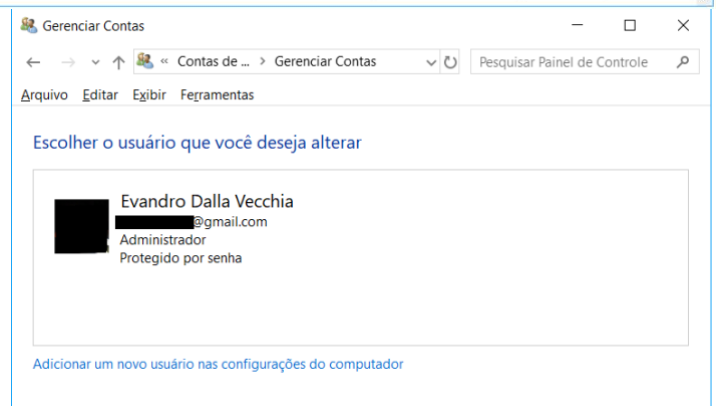 Gerenciar Contas
« Contas de ... > Gerenciar Contas
Pesquisar Painel de Controle
Arquivo Editar Exibir Ferramentas
Escolher o usuário que você deseja alterar
Evandro Dalla Vecchia
@gmail.com
Administrador
Protegido por senha
Adicionar um novo usuário nas configurações do computador